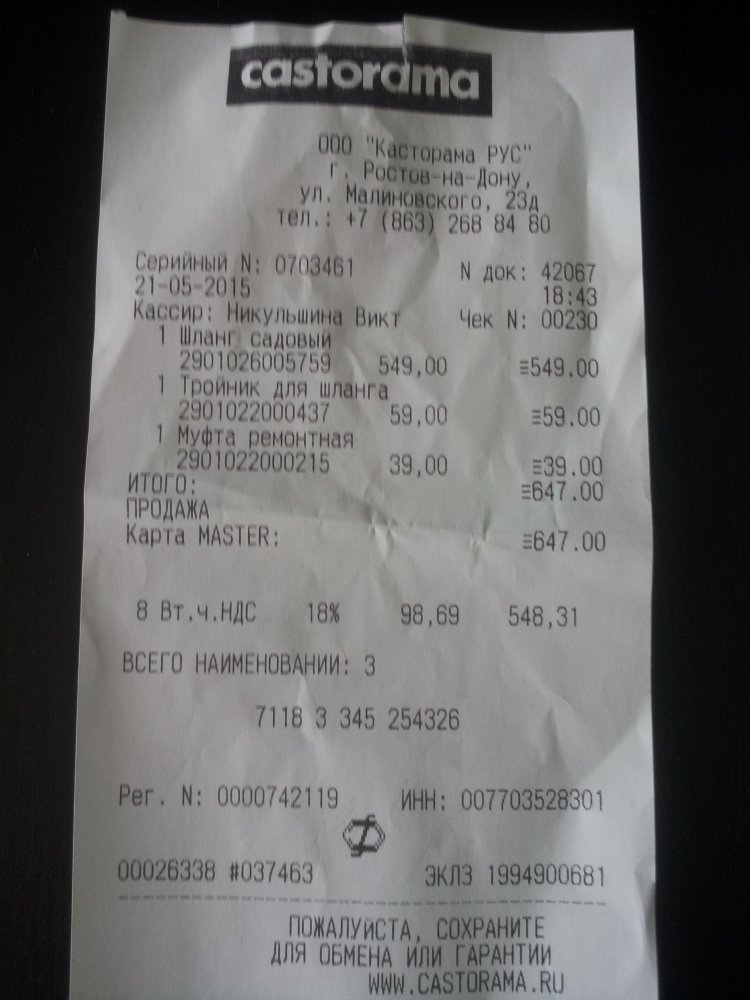 castorama
ООО "Касторама РУС"
г. Ростов-на-Дону,
ул. Малиновского, 23д
тел.: +7 (863) 268 84 80
Серийный N: 0703461 N док: 42067
21-05-2015 18:43
Кассир: Никульшина Викт Чек N: 00230
1 Шланг садовый
2901026005759 549,00 ≡549.00
1 Тройник для шланга
2901022000437 59,00 ≡59.00
1 Муфта ремонтная
2901022000215 39,00 ≡39.00
ИТОГО: ≡647.00
ПРОДАЖА
Карта MASTER: ≡647.00
8 Вт.ч.НДС 18% 98,69 548,31
ВСЕГО НАИМЕНОВАНИИ: 3
7118 3 345 254326
Рег. N: 0000742119 ИНН: 007703528301
00026338 #037463 ЭКЛЗ 1994900681
ПОЖАЛУЙСТА, СОХРАНИТЕ
ДЛЯ ОБМЕНА ИЛИ ГАРАНТИИ
WWW.CASTORAMA.RU